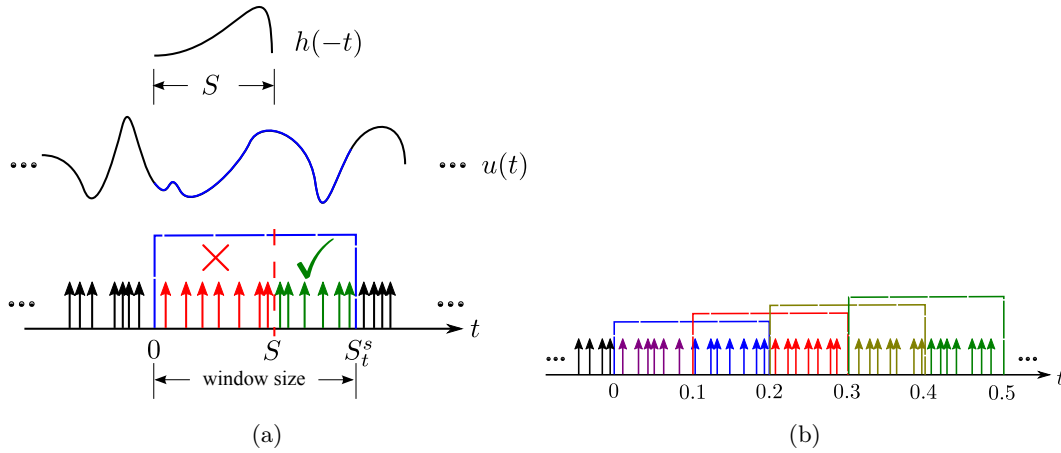 h(−t)
S
u(t)
t
0
S
S_t^s
window size
(a)
t
0
0.1
0.2
0.3
0.4
0.5
(b)